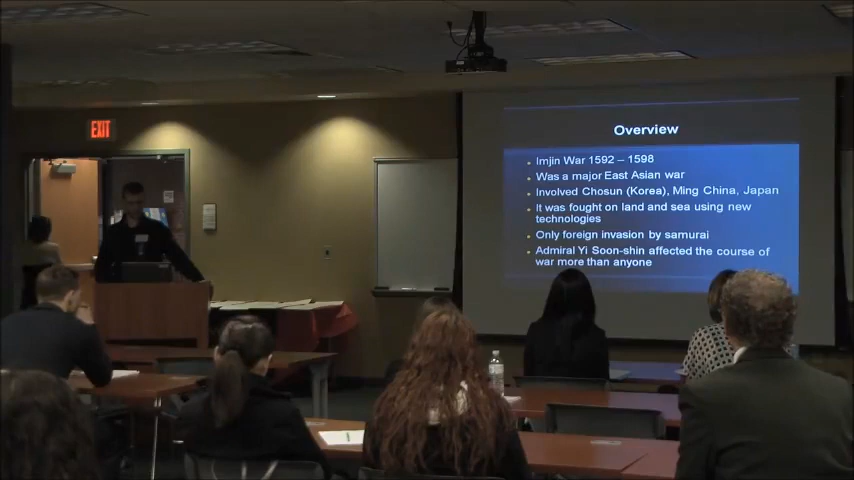 EXIT
Overview
Imjin War 1592 – 1598
Was a major East Asian war
Involved Chosun (Korea), Ming China, Japan
It was fought on land and sea using new
technologies
Only foreign invasion by samurai
Admiral Yi Soon-shin affected the course of
war more than anyone